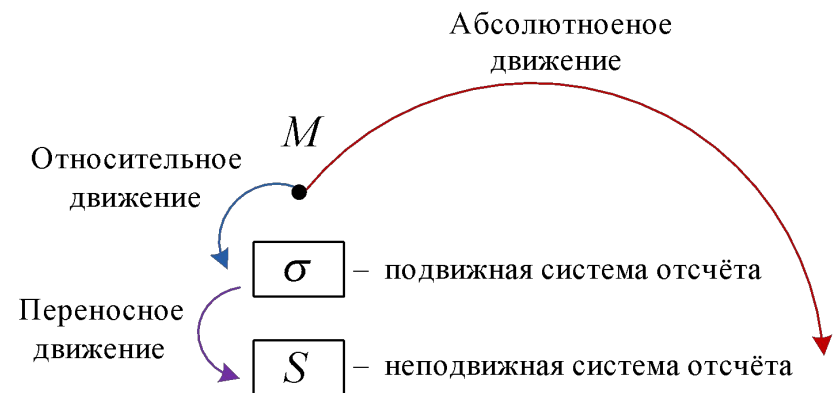 Абсолютноеное
движение
M
Относительное
движение
σ – подвижная система отсчёта
Переносное
движение
S – неподвижная система отсчёта